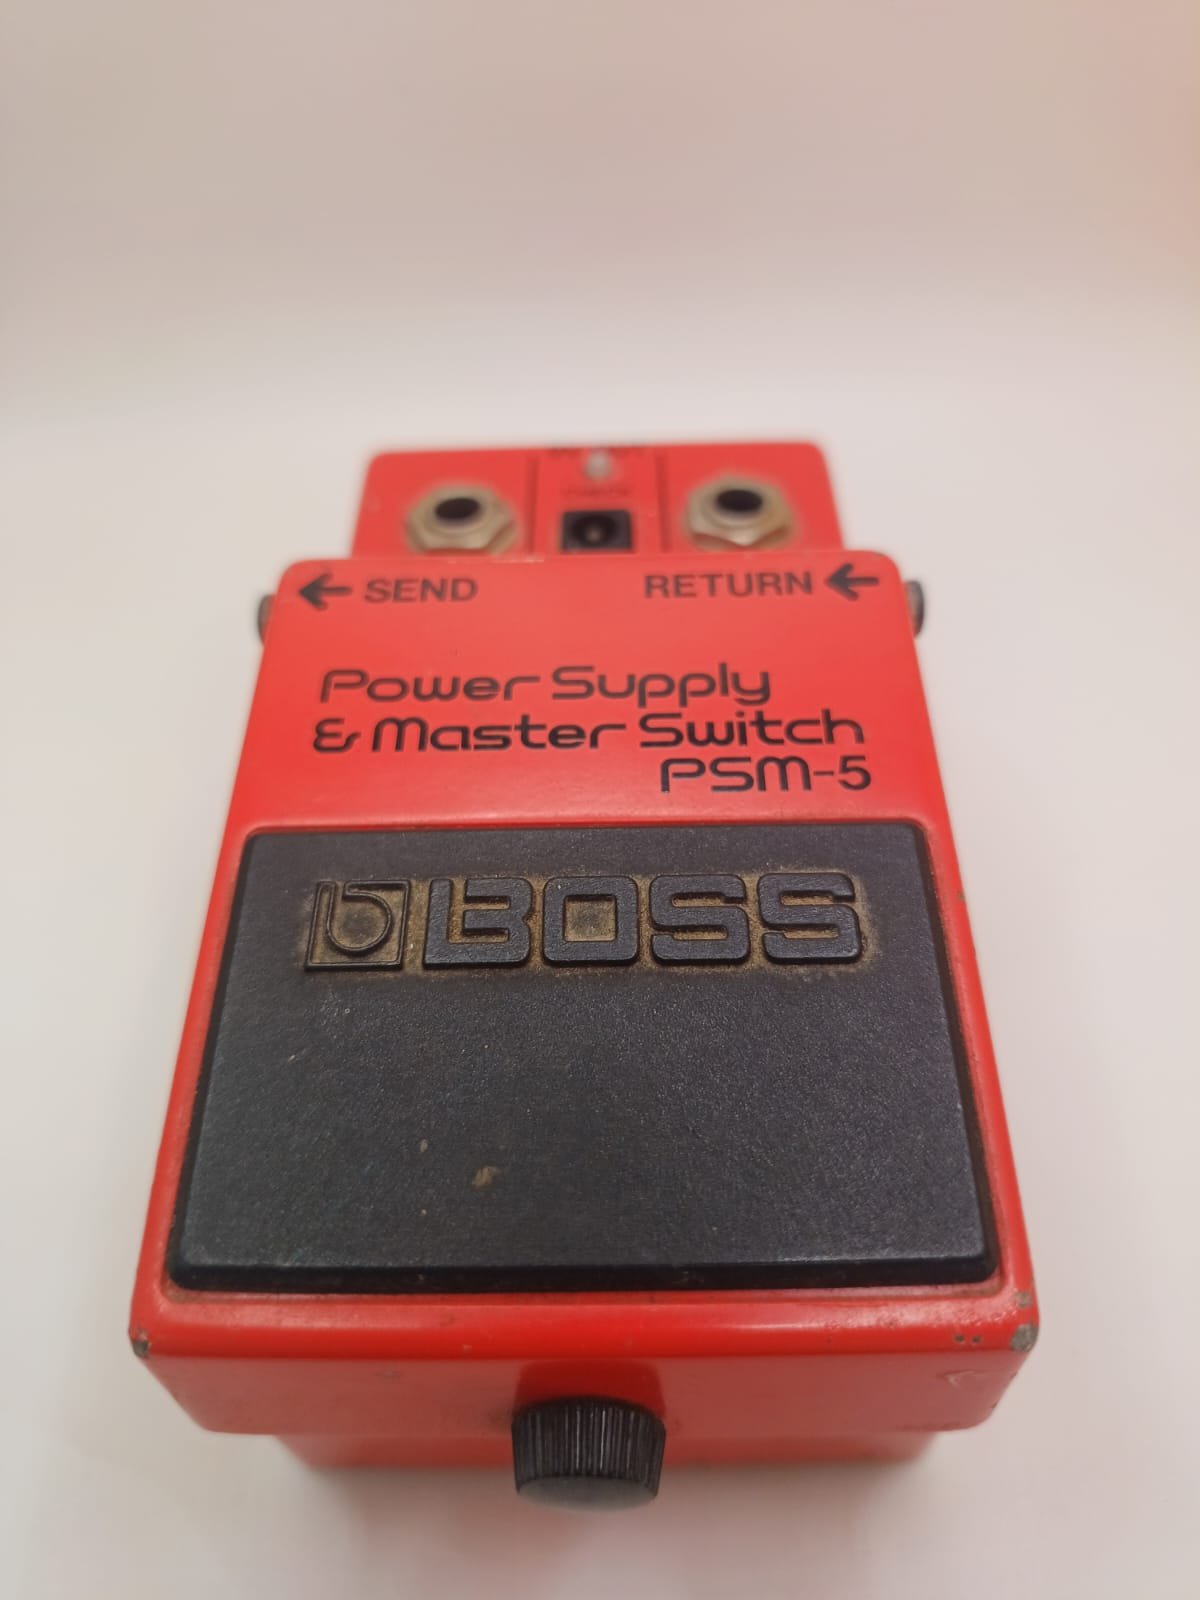 ← SEND RETURN ←
Power Supply
& Master Switch
PSM-5
BOSS